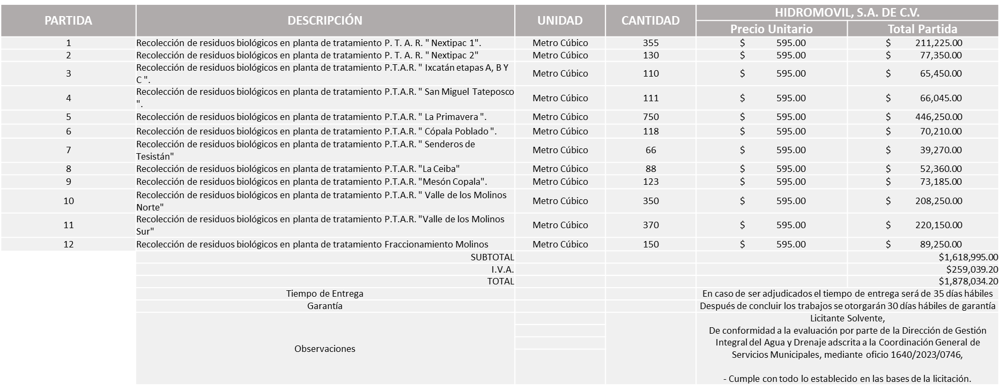 PARTIDA DESCRIPCIÓN UNIDAD CANTIDAD HIDROMOVIL, S.A. DE C.V.
Precio Unitario Total Partida
1 Recolección de residuos biológicos en planta de tratamiento P. T. A. R. " Nextipac 1". Metro Cúbico 355 $ 595.00 $ 211,225.00
2 Recolección de residuos biológicos en planta de tratamiento P. T. A. R. " Nextipac 2" Metro Cúbico 130 $ 595.00 $ 77,350.00
3 Recolección de residuos biológicos en planta de tratamiento P.T.A.R. " Ixcatán etapas A, B Y
C ". Metro Cúbico 110 $ 595.00 $ 65,450.00
4 Recolección de residuos biológicos en planta de tratamiento P.T.A.R. " San Miguel Tateposco
". Metro Cúbico 111 $ 595.00 $ 66,045.00
5 Recolección de residuos biológicos en planta de tratamiento P.T.A.R. " La Primavera ". Metro Cúbico 750 $ 595.00 $ 446,250.00
6 Recolección de residuos biológicos en planta de tratamiento P.T.A.R. " Cópala Poblado ". Metro Cúbico 118 $ 595.00 $ 70,210.00
7 Recolección de residuos biológicos en planta de tratamiento P.T.A.R. " Senderos de
Tesistán" Metro Cúbico 66 $ 595.00 $ 39,270.00
8 Recolección de residuos biológicos en planta de tratamiento P.T.A.R. "La Ceiba" Metro Cúbico 88 $ 595.00 $ 52,360.00
9 Recolección de residuos biológicos en planta de tratamiento P.T.A.R. "Mesón Copala". Metro Cúbico 123 $ 595.00 $ 73,185.00
10 Recolección de residuos biológicos en planta de tratamiento P.T.A.R. " Valle de los Molinos
Norte" Metro Cúbico 350 $ 595.00 $ 208,250.00
11 Recolección de residuos biológicos en planta de tratamiento P.T.A.R. "Valle de los Molinos
Sur" Metro Cúbico 370 $ 595.00 $ 220,150.00
12 Recolección de residuos biológicos en planta de tratamiento Fraccionamiento Molinos Metro Cúbico 150 $ 595.00 $ 89,250.00
SUBTOTAL $1,618,995.00
I.V.A. $259,039.20
TOTAL $1,878,034.20
Tiempo de Entrega En caso de ser adjudicados el tiempo de entrega será de 35 días hábiles
Garantía Después de concluir los trabajos se otorgarán 30 días hábiles de garantía
Observaciones
Licitante Solvente,
De conformidad a la evaluación por parte de la Dirección de Gestión
Integral del Agua y Drenaje adscrita a la Coordinación General de
Servicios Municipales, mediante oficio 1640/2023/0746,
- Cumple con todo lo establecido en las bases de la licitación.